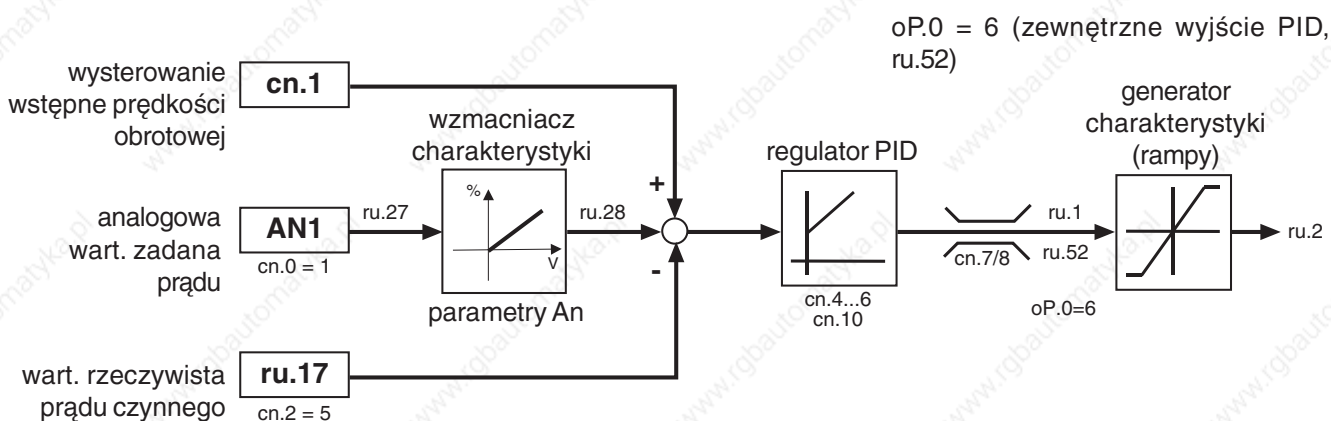 oP.0 = 6 (zewnętrzne wyjście PID,
ru.52)
wysterowanie
wstępne prędkości
obrotowej
cn.1
wzmacniacz
charakterystyki
%
V
parametry An
regulator PID
cn.4...6
cn.10
generator
charakterystyki
(rampy)
analogowa
wart. zadana
prądu
AN1
cn.0 = 1
ru.27
ru.28
+
-
ru.1
cn.7/8
ru.52
oP.0=6
ru.2
wart. rzeczywista
prądu czynnego
ru.17
cn.2 = 5
www.rgbautomatyka.pl